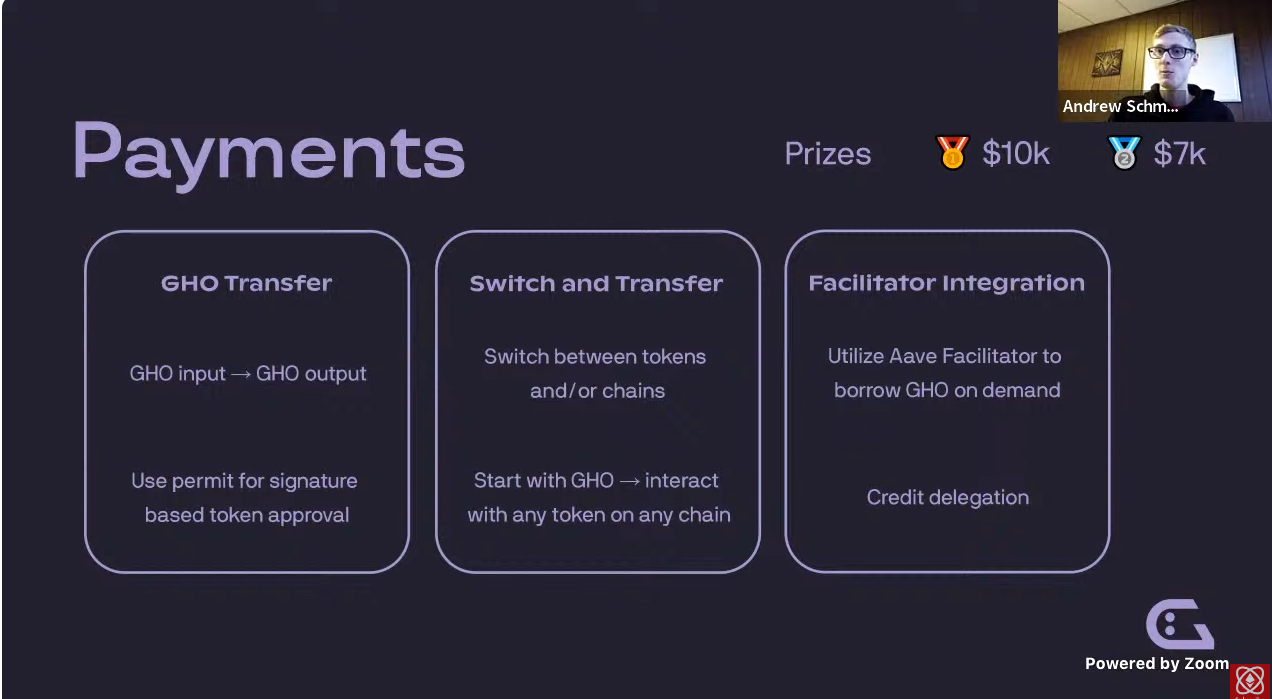 Andrew Schm...
Payments
Prizes 🥇 $10k 🥈 $7k
GHO Transfer
GHO input → GHO output
Use permit for signature
based token approval
Switch and Transfer
Switch between tokens
and/or chains
Start with GHO → interact
with any token on any chain
Facilitator Integration
Utilize Aave Facilitator to
borrow GHO on demand
Credit delegation
Powered by Zoom